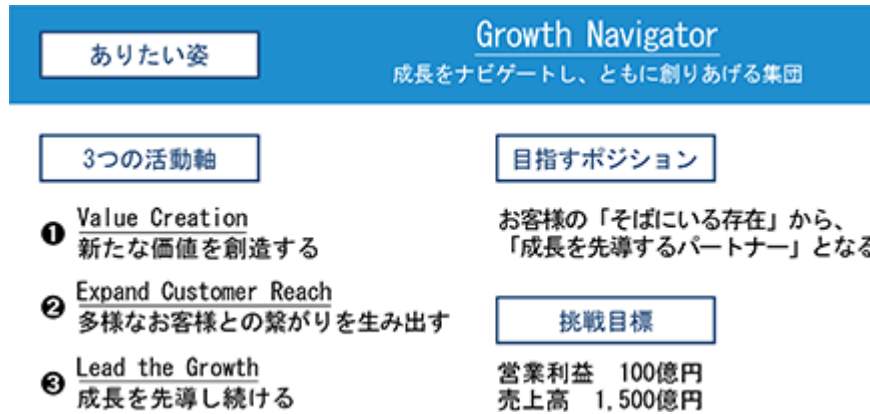 ありたい姿
Growth Navigator
成長をナビゲートし、ともに創りあげる集団
3つの活動軸
❶ Value Creation
新たな価値を創造する
❷ Expand Customer Reach
多様なお客様との繋がりを生み出す
❸ Lead the Growth
成長を先導し続ける
目指すポジション
お客様の「そばにいる存在」から、
「成長を先導するパートナー」となる
挑戦目標
営業利益 100億円
売上高 1,500億円